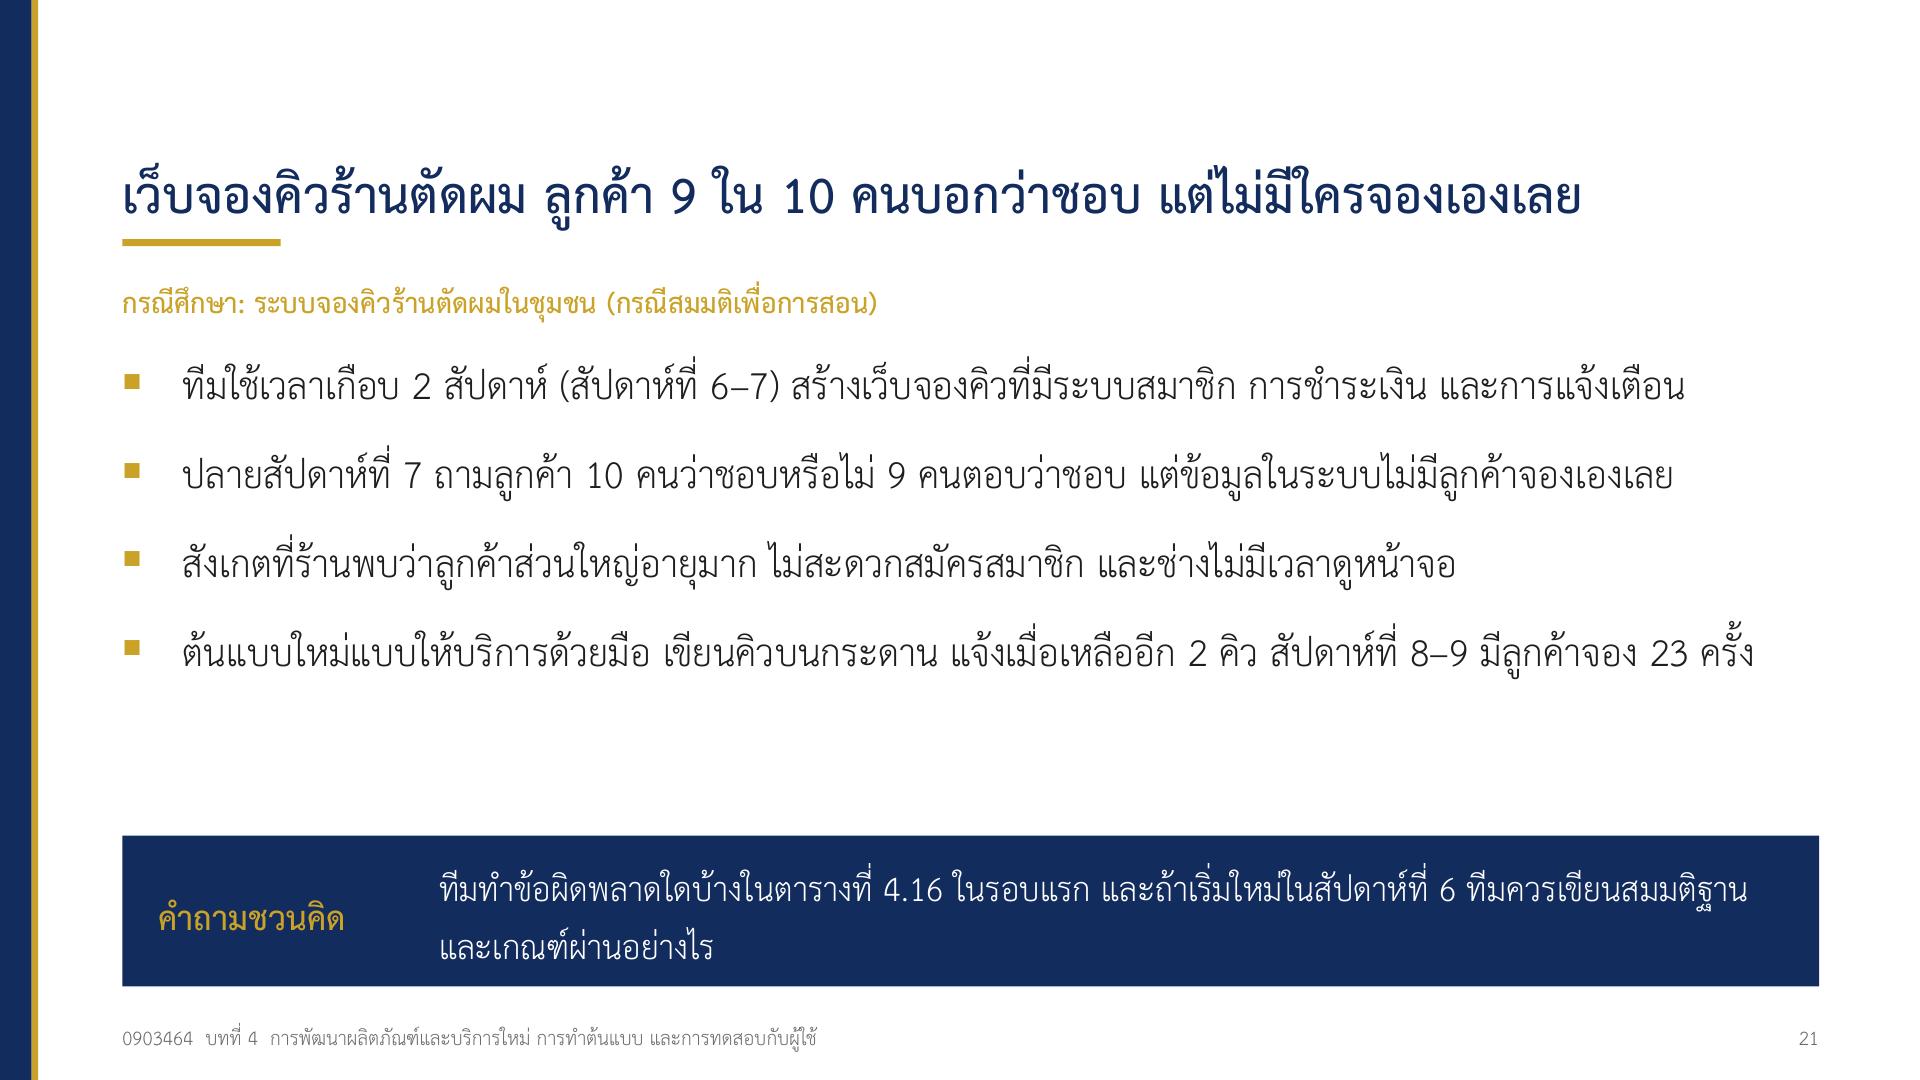 เว็บจองคิวร้านตัดผม ลูกค้า 9 ใน 10 คนบอกว่าชอบ แต่ไม่มีใครจองเองเลย
กรณีศึกษา: ระบบจองคิวร้านตัดผมในชุมชน (กรณีสมมติเพื่อการสอน)
ทีมใช้เวลาเกือบ 2 สัปดาห์ (สัปดาห์ที่ 6–7) สร้างเว็บจองคิวที่มีระบบสมาชิก การชำระเงิน และการแจ้งเตือน
ปลายสัปดาห์ที่ 7 ถามลูกค้า 10 คนว่าชอบหรือไม่ 9 คนตอบว่าชอบ แต่ข้อมูลในระบบไม่มีลูกค้าจองเองเลย
สังเกตที่ร้านพบว่าลูกค้าส่วนใหญ่อายุมาก ไม่สะดวกสมัครสมาชิก และช่างไม่มีเวลาดูหน้าจอ
ต้นแบบใหม่แบบให้บริการด้วยมือ เขียนคิวบนกระดาน แจ้งเมื่อเหลืออีก 2 คิว สัปดาห์ที่ 8–9 มีลูกค้าจอง 23 ครั้ง
คำถามชวนคิด
ทีมทำข้อผิดพลาดใดบ้างในตารางที่ 4.16 ในรอบแรก และถ้าเริ่มใหม่ในสัปดาห์ที่ 6 ทีมควรเขียนสมมติฐาน
และเกณฑ์ผ่านอย่างไร
0903464 บทที่ 4 การพัฒนาผลิตภัณฑ์และบริการใหม่ การทำต้นแบบ และการทดสอบกับผู้ใช้
21